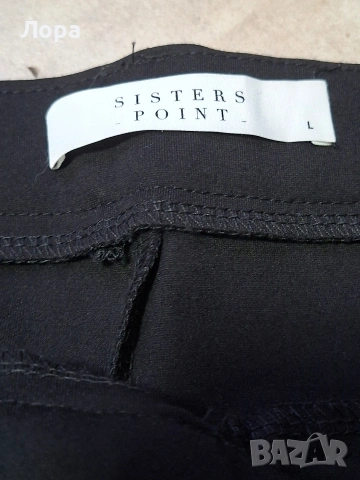 Лора
SISTERS
- POINT -
L
BAZAR